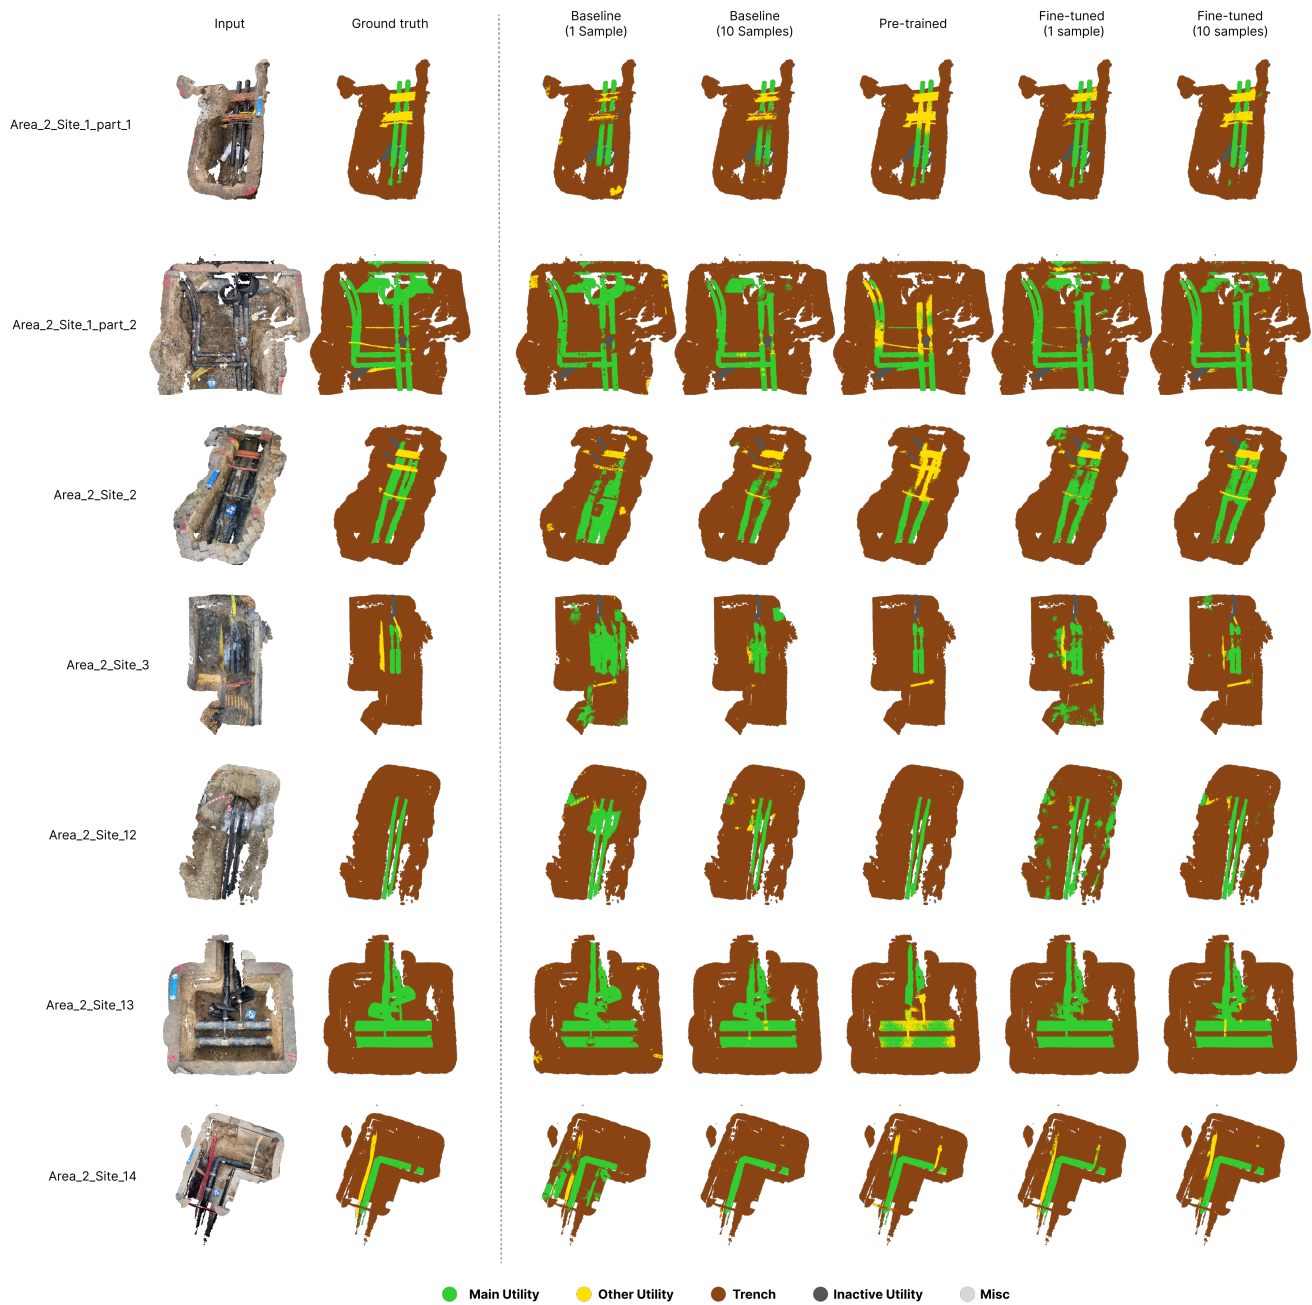 Input
Ground truth
Baseline
(1 Sample)
Baseline
(10 Samples)
Pre-trained
Fine-tuned
(1 sample)
Fine-tuned
(10 samples)
Area_2_Site_1_part_1
Area_2_Site_1_part_2
Area_2_Site_2
Area_2_Site_3
Area_2_Site_12
Area_2_Site_13
Area_2_Site_14
Main Utility
Other Utility
Trench
Inactive Utility
Misc